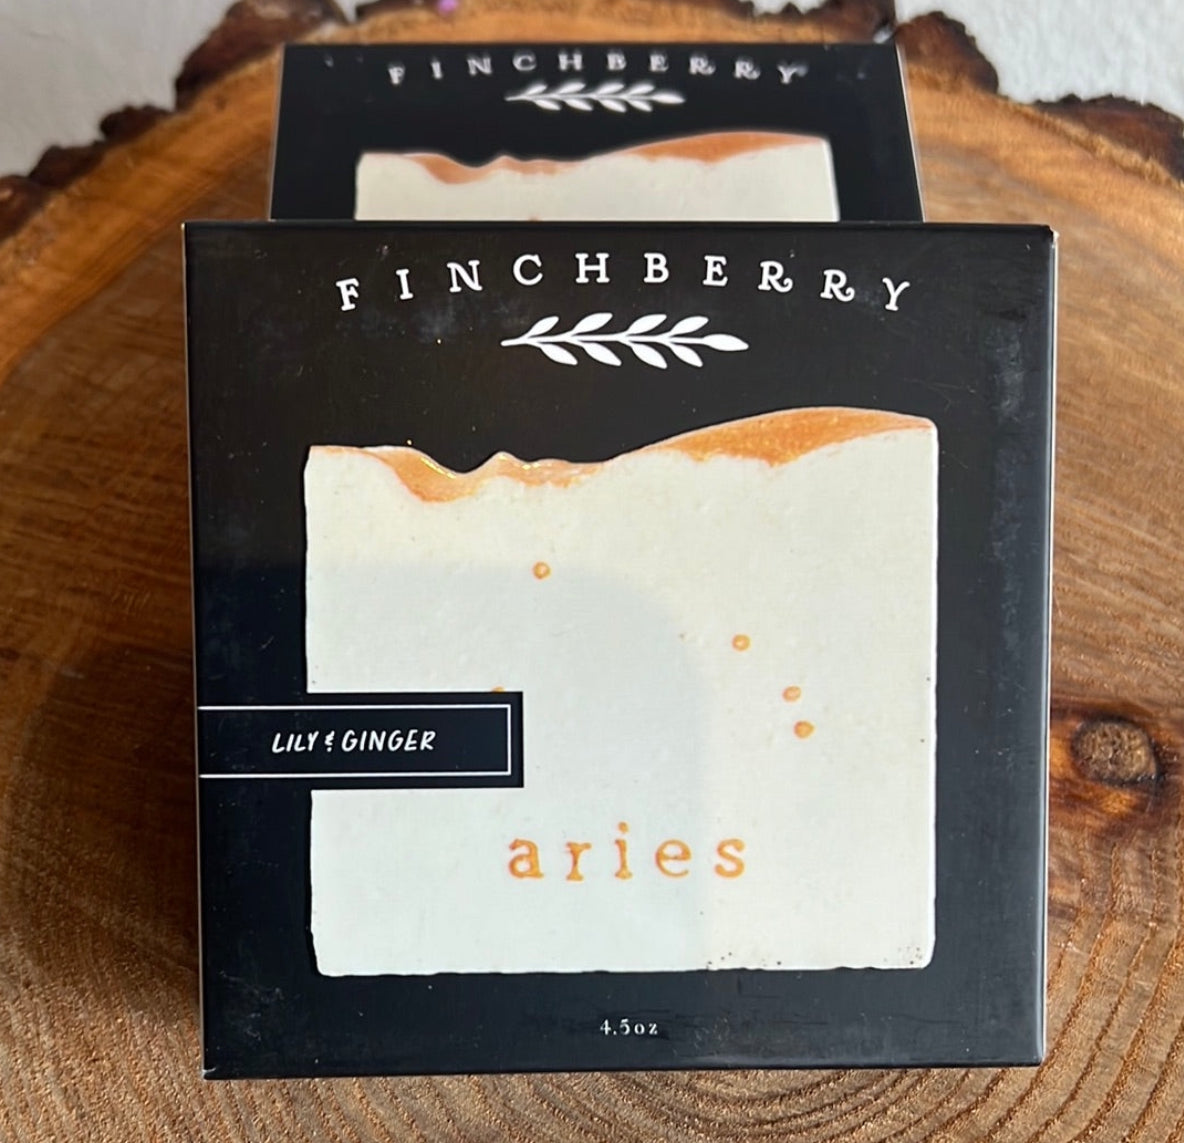 FINCHBERRY
FINCHBERRY
LILY & GINGER
aries
4.5oz